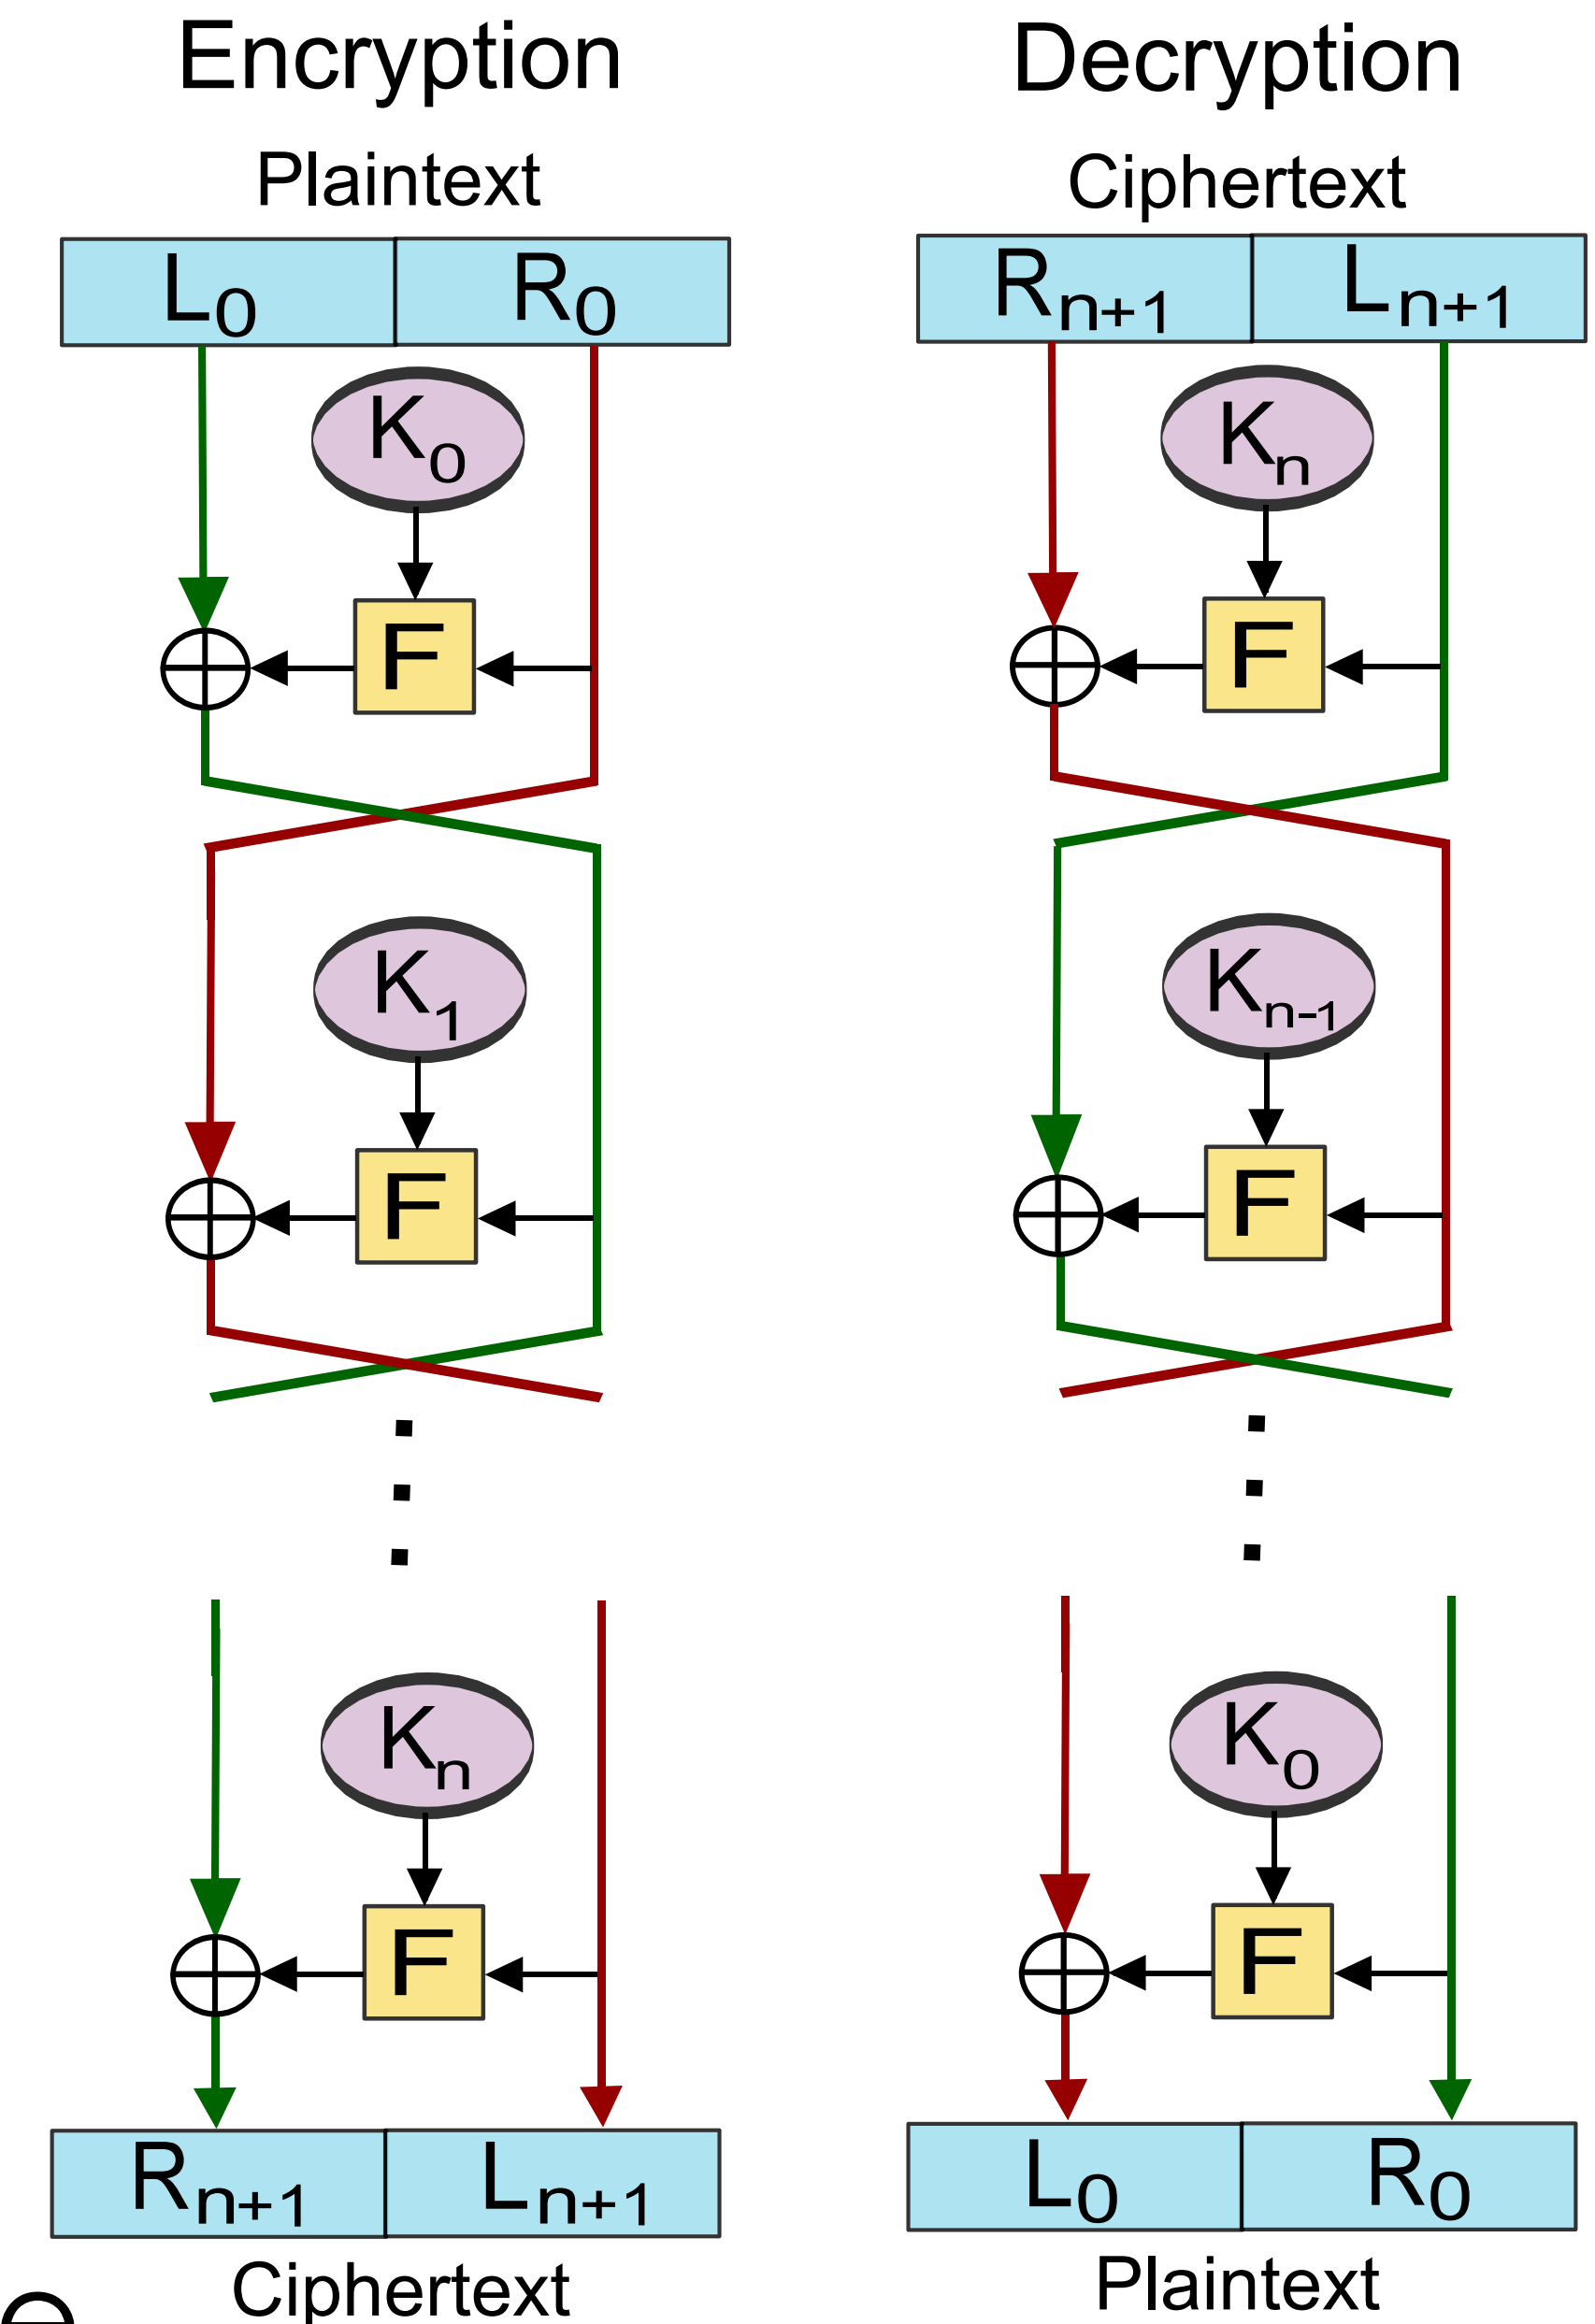 Encryption
Plaintext
L0 R0
K0
F
K1
F
Kn
F
Rn+1 Ln+1
Ciphertext
Decryption
Ciphertext
Rn+1 Ln+1
Kn
F
Kn-1
F
K0
F
L0 R0
Plaintext